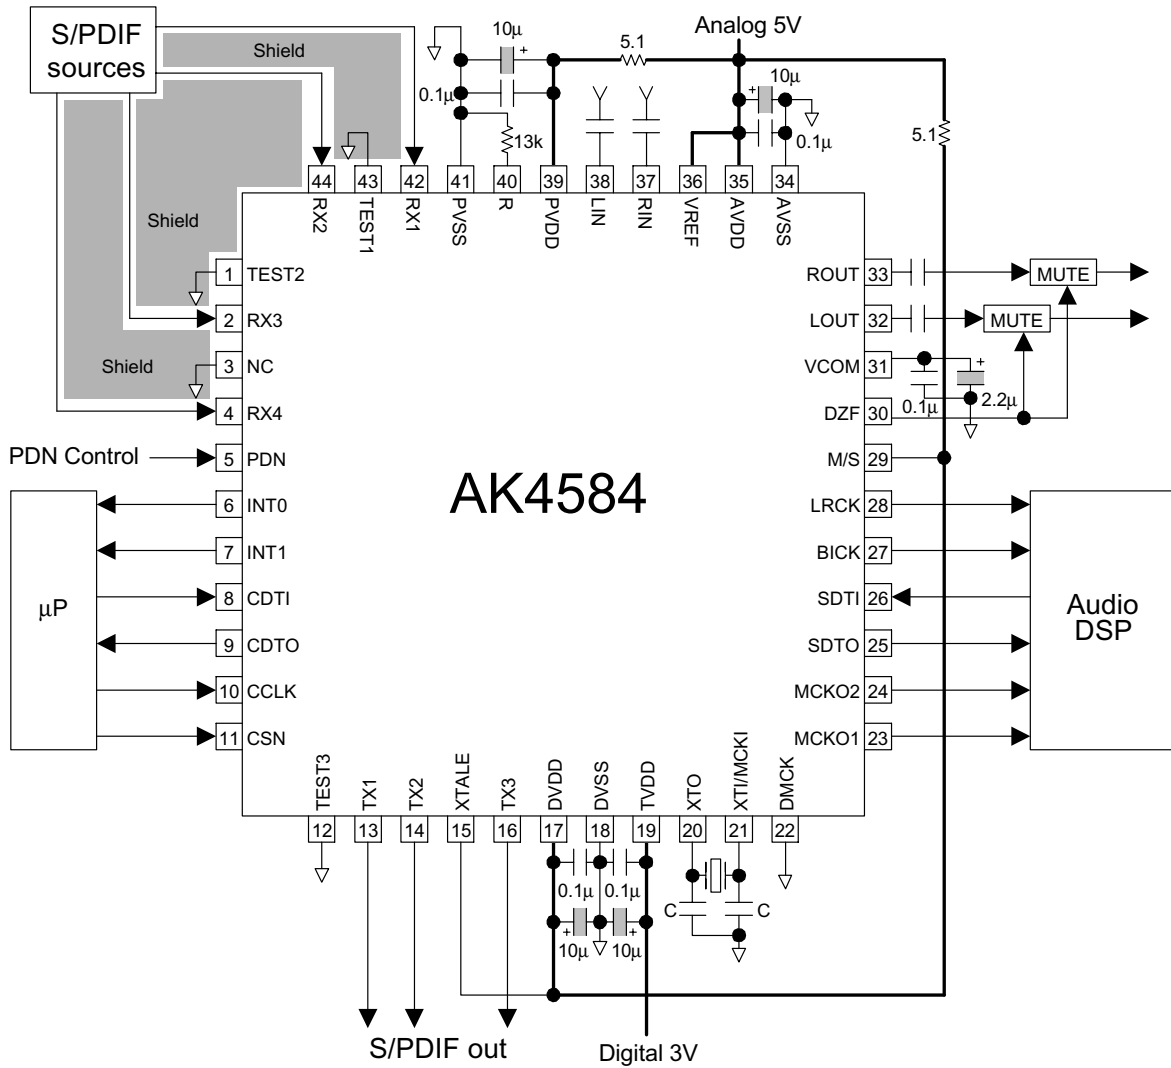 S/PDIF
sources
Shield
Analog 5V
10μ
+
5.1
10μ
+
0.1μ
13k
0.1μ
5.1
44
43
42
41
40
39
38
37
36
35
34
RX2
TEST1
RX1
PVSS
R
PVDD
LIN
RIN
VREF
AVDD
AVSS
Shield
1 TEST2
2 RX3
Shield
3 NC
4 RX4
PDN Control
5 PDN
6 INT0
7 INT1
8 CDTI
9 CDTO
10 CCLK
11 CSN
μP
AK4584
ROUT 33
MUTE
LOUT 32
MUTE
VCOM 31
+
0.1μ
2.2μ
DZF 30
M/S 29
LRCK 28
BICK 27
SDTI 26
SDTO 25
MCKO2 24
MCKO1 23
Audio
DSP
TEST3
TX1
TX2
XTALE
TX3
DVDD
DVSS
TVDD
XTO
XTI/MCKI
DMCK
12
13
14
15
16
17
18
19
20
21
22
0.1μ
0.1μ
C
C
+
10μ
10μ
+
S/PDIF out
Digital 3V